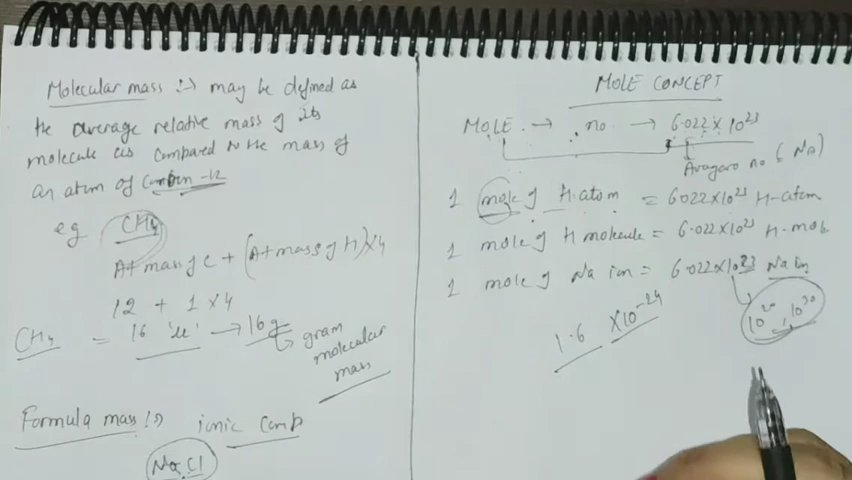 Molecular mass :-> may be defined as
the average relative mass of its
molecule as compared to the mass of
an atom of Carbon-12
eg CH4
At mass of C + (At mass of H) x 4
12 + 1 x 4
CH4 = 16 'u' → 16g
gram
molecular
mass
Formula mass :->
ionic comb
NaCl
MOLE CONCEPT
MOLE → no → 6.022 x 10^23
Avagaro no (NA)
1 mole of H-atom = 6.022 x 10^23 H-atom
1 mole of H molecule = 6.022 x 10^23 H-mole
1 mole of Na ion = 6.022 x 10^23 Na ion
1.6 x 10^-24
10^20, 10^30